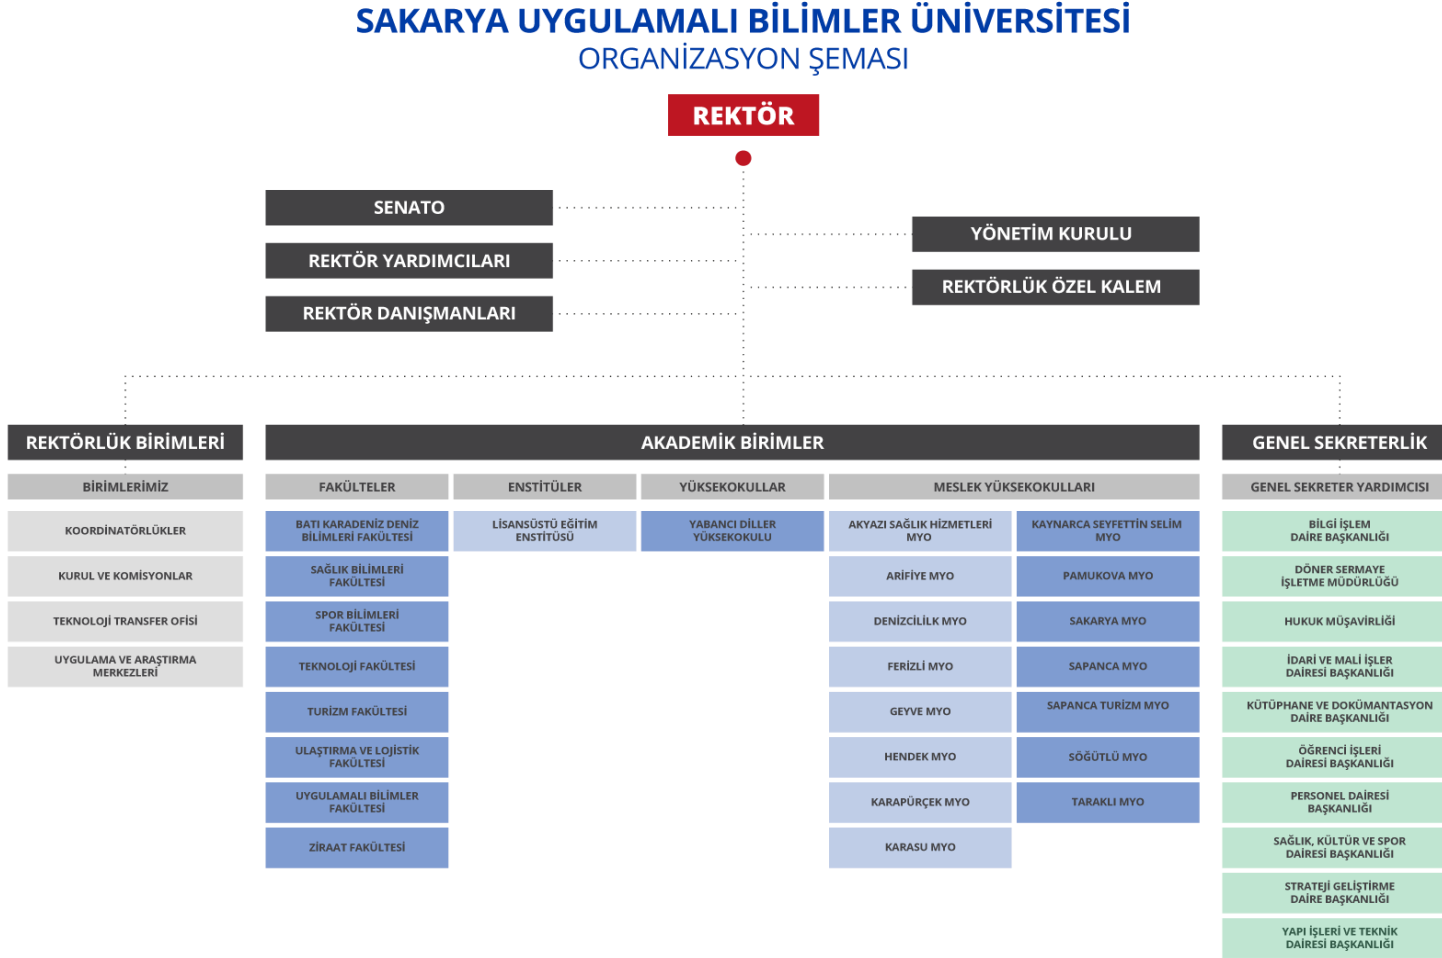 SAKARYA UYGULAMALI BİLİMLER ÜNİVERSİTESİ
ORGANİZASYON ŞEMASI
REKTÖR
SENATO
REKTÖR YARDIMCILARI
REKTÖR DANIŞMANLARI
YÖNETİM KURULU
REKTÖRLÜK ÖZEL KALEM
REKTÖRLÜK BİRİMLERİ
BİRİMLERİMİZ
KOORDİNATÖRLÜKLER
KURUL VE KOMİSYONLAR
TEKNOLOJİ TRANSFER OFİSİ
UYGULAMA VE ARAŞTIRMA
MERKEZLERİ
AKADEMİK BİRİMLER
FAKÜLTELER
BATI KARADENİZ DENİZ
BİLİMLERİ FAKÜLTESİ
SAĞLIK BİLİMLERİ
FAKÜLTESİ
SPOR BİLİMLERİ
FAKÜLTESİ
TEKNOLOJİ FAKÜLTESİ
TURİZM FAKÜLTESİ
ULAŞTIRMA VE LOJİSTİK
FAKÜLTESİ
UYGULAMALI BİLİMLER
FAKÜLTESİ
ZİRAAT FAKÜLTESİ
ENSTİTÜLER
LİSANSÜSTÜ EĞİTİM
ENSTİTÜSÜ
YÜKSEKOKULLAR
YABANCI DİLLER
YÜKSEKOKULU
MESLEK YÜKSEKOKULLARI
AKYAZI SAĞLIK HİZMETLERİ
MYO
ARİFİYE MYO
DENİZCİLİLK MYO
FERİZLİ MYO
GEYVE MYO
HENDEK MYO
KARAPÜRÇEK MYO
KARASU MYO
KAYNARCA SEYFETTİN SELİM
MYO
PAMUKOVA MYO
SAKARYA MYO
SAPANCA MYO
SAPANCA TURİZM MYO
SÖĞÜTLÜ MYO
TARAKLI MYO
GENEL SEKRETERLİK
GENEL SEKRETER YARDIMCISI
BİLGİ İŞLEM
DAİRE BAŞKANLIĞI
DÖNER SERMAYE
İŞLETME MÜDÜRLÜĞÜ
HUKUK MÜŞAVİRLİĞİ
İDARİ VE MALİ İŞLER
DAİRESİ BAŞKANLIĞI
KÜTÜPHANE VE DOKÜMANTASYON
DAİRE BAŞKANLIĞI
ÖĞRENCİ İŞLERİ
DAİRESİ BAŞKANLIĞI
PERSONEL DAİRESİ
BAŞKANLIĞI
SAĞLIK, KÜLTÜR VE SPOR
DAİRESİ BAŞKANLIĞI
STRATEJİ GELİŞTİRME
DAİRE BAŞKANLIĞI
YAPI İŞLERİ VE TEKNİK
DAİRESİ BAŞKANLIĞI